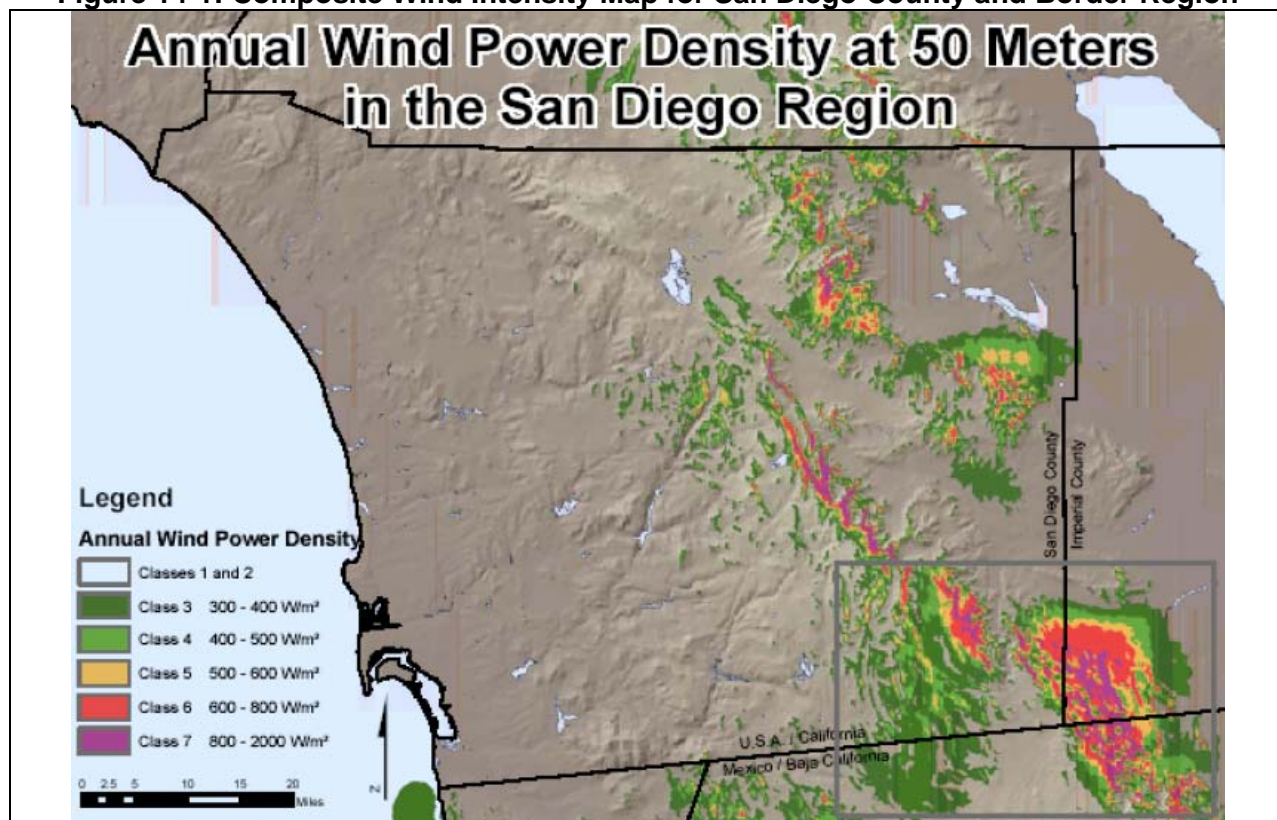 Annual Wind Power Density at 50 Meters
in the San Diego Region
San Diego County
Imperial County
Legend
Annual Wind Power Density
Classes 1 and 2
Class 3 300 - 400 W/m²
Class 4 400 - 500 W/m²
Class 5 500 - 600 W/m²
Class 6 600 - 800 W/m²
Class 7 800 - 2000 W/m²
U.S.A. / California
Mexico / Baja California
0 2.5 5 10 15 20
Miles
N